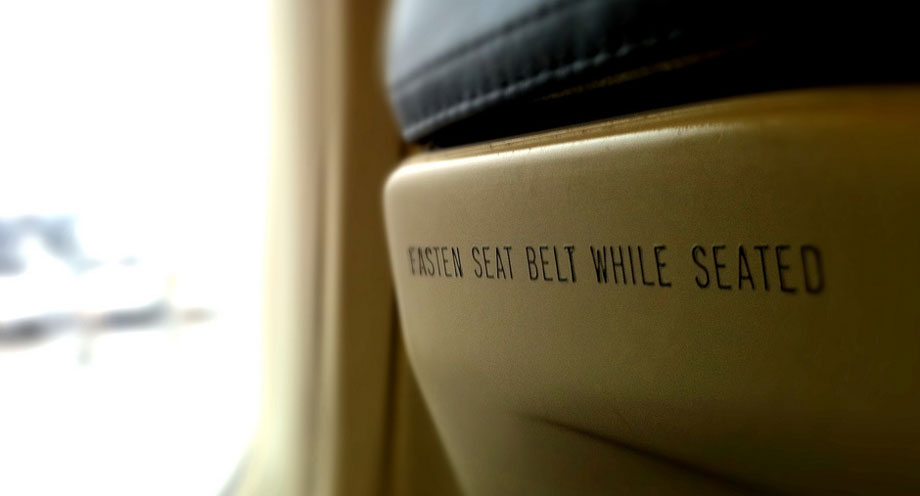 FASTEN SEAT BELT WHILE SEATED